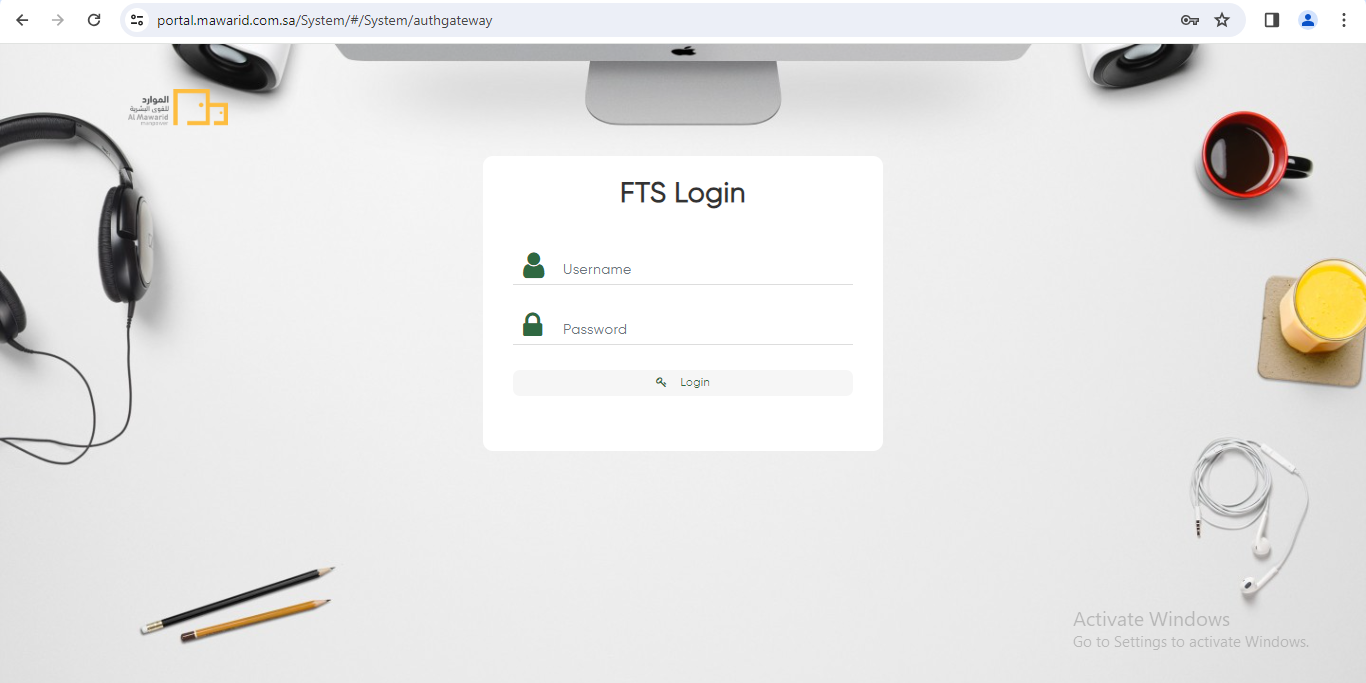 portal.mawarid.com.sa/System/#/System/authgateway
الموارد
للقوى البشرية
Al Mawarid
FTS Login
Username
Password
Login
Activate Windows
Go to Settings to activate Windows.